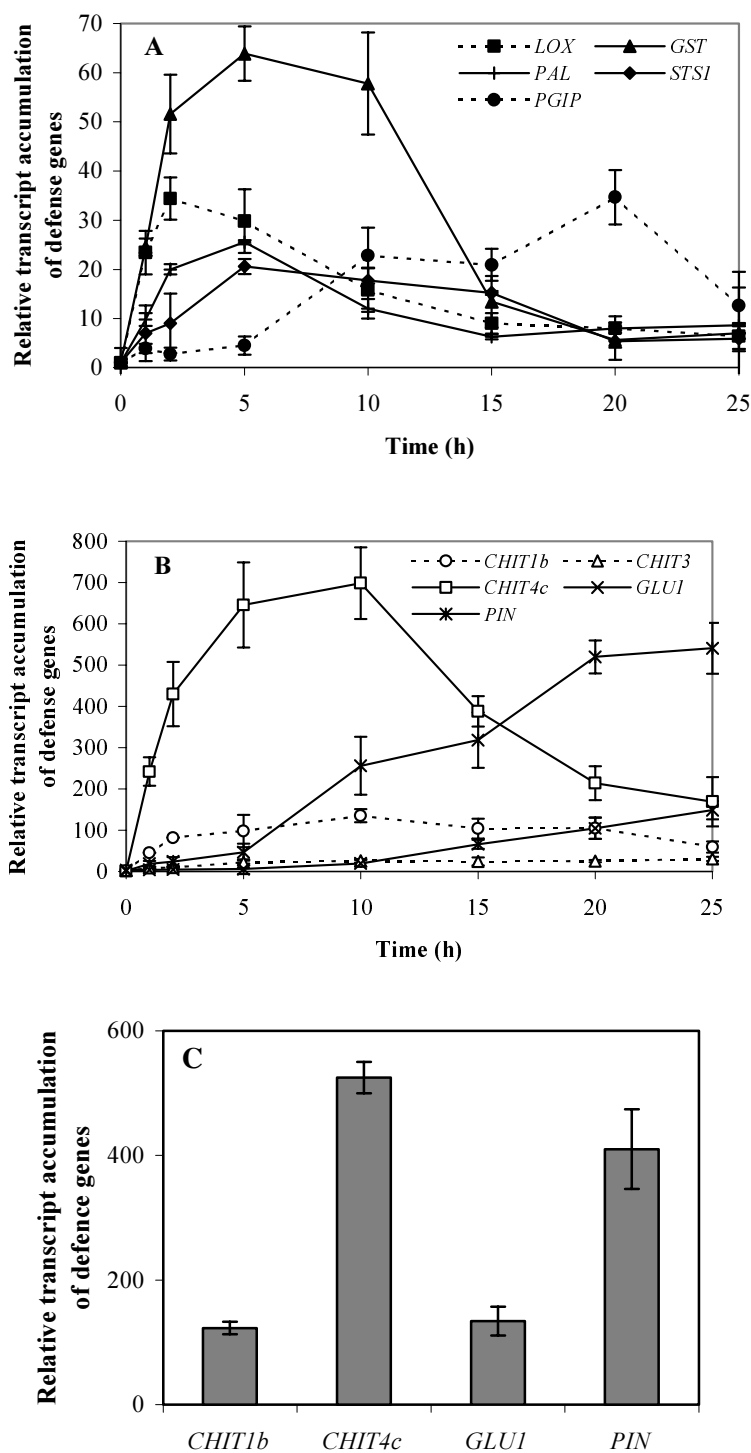 A
LOX GST
PAL STS1
PGIP
Relative transcript accumulation
of defense genes
70
60
50
40
30
20
10
0
0 5 10 15 20 25
Time (h)
B
CHIT1b CHIT3
CHIT4c GLU1
PIN
Relative transcript accumulation
of defense genes
800
700
600
500
400
300
200
100
0
0 5 10 15 20 25
Time (h)
C
Relative transcript accumulation
of defence genes
600
400
200
0
CHIT1b CHIT4c GLU1 PIN